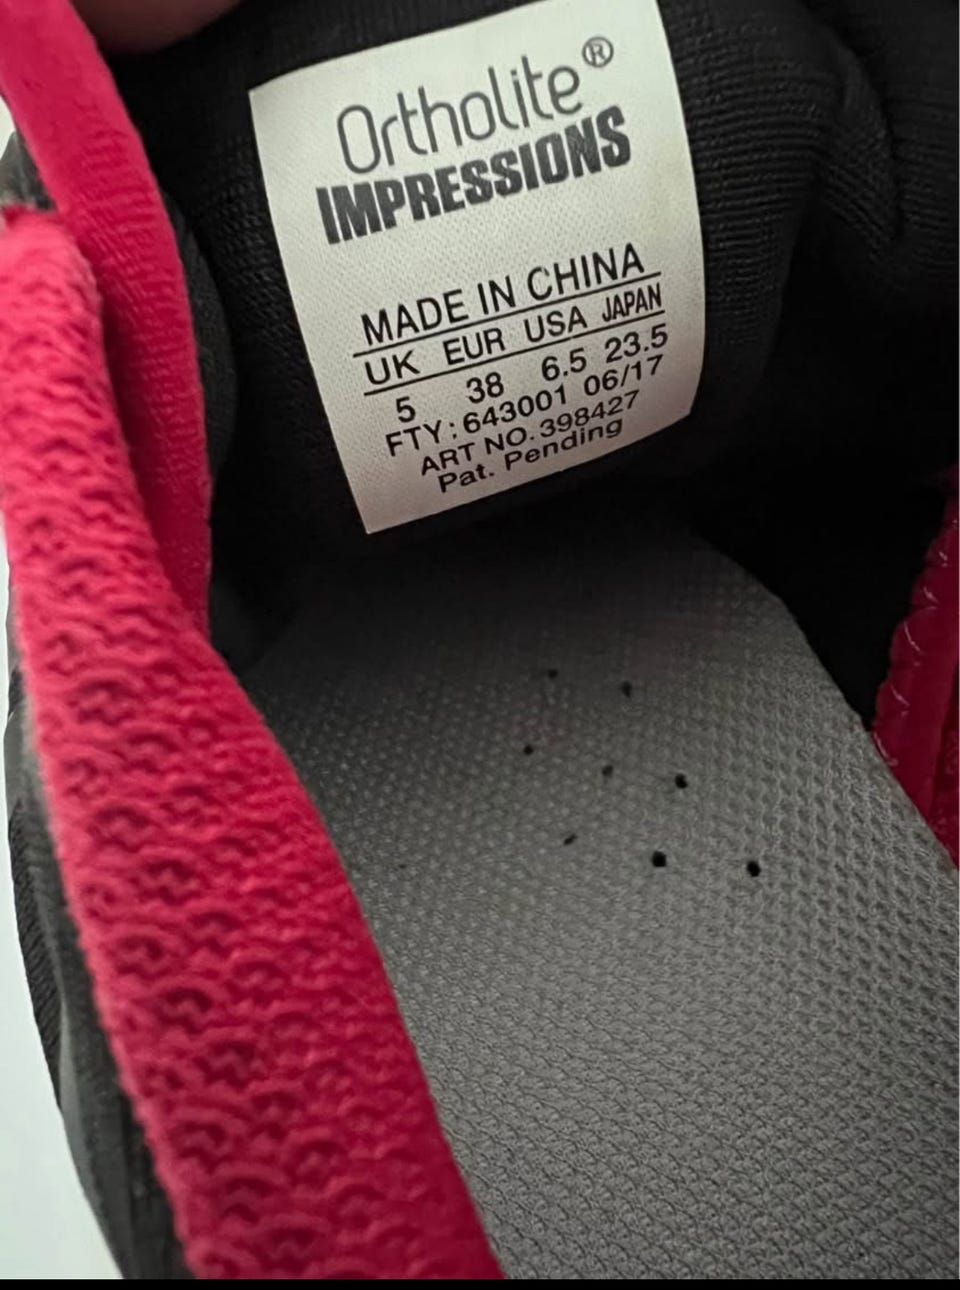 Ortholite®
IMPRESSIONS
MADE IN CHINA
UK EUR USA JAPAN
5 38 6.5 23.5
FTY: 643001 06/17
ART NO. 398427
Pat. Pending